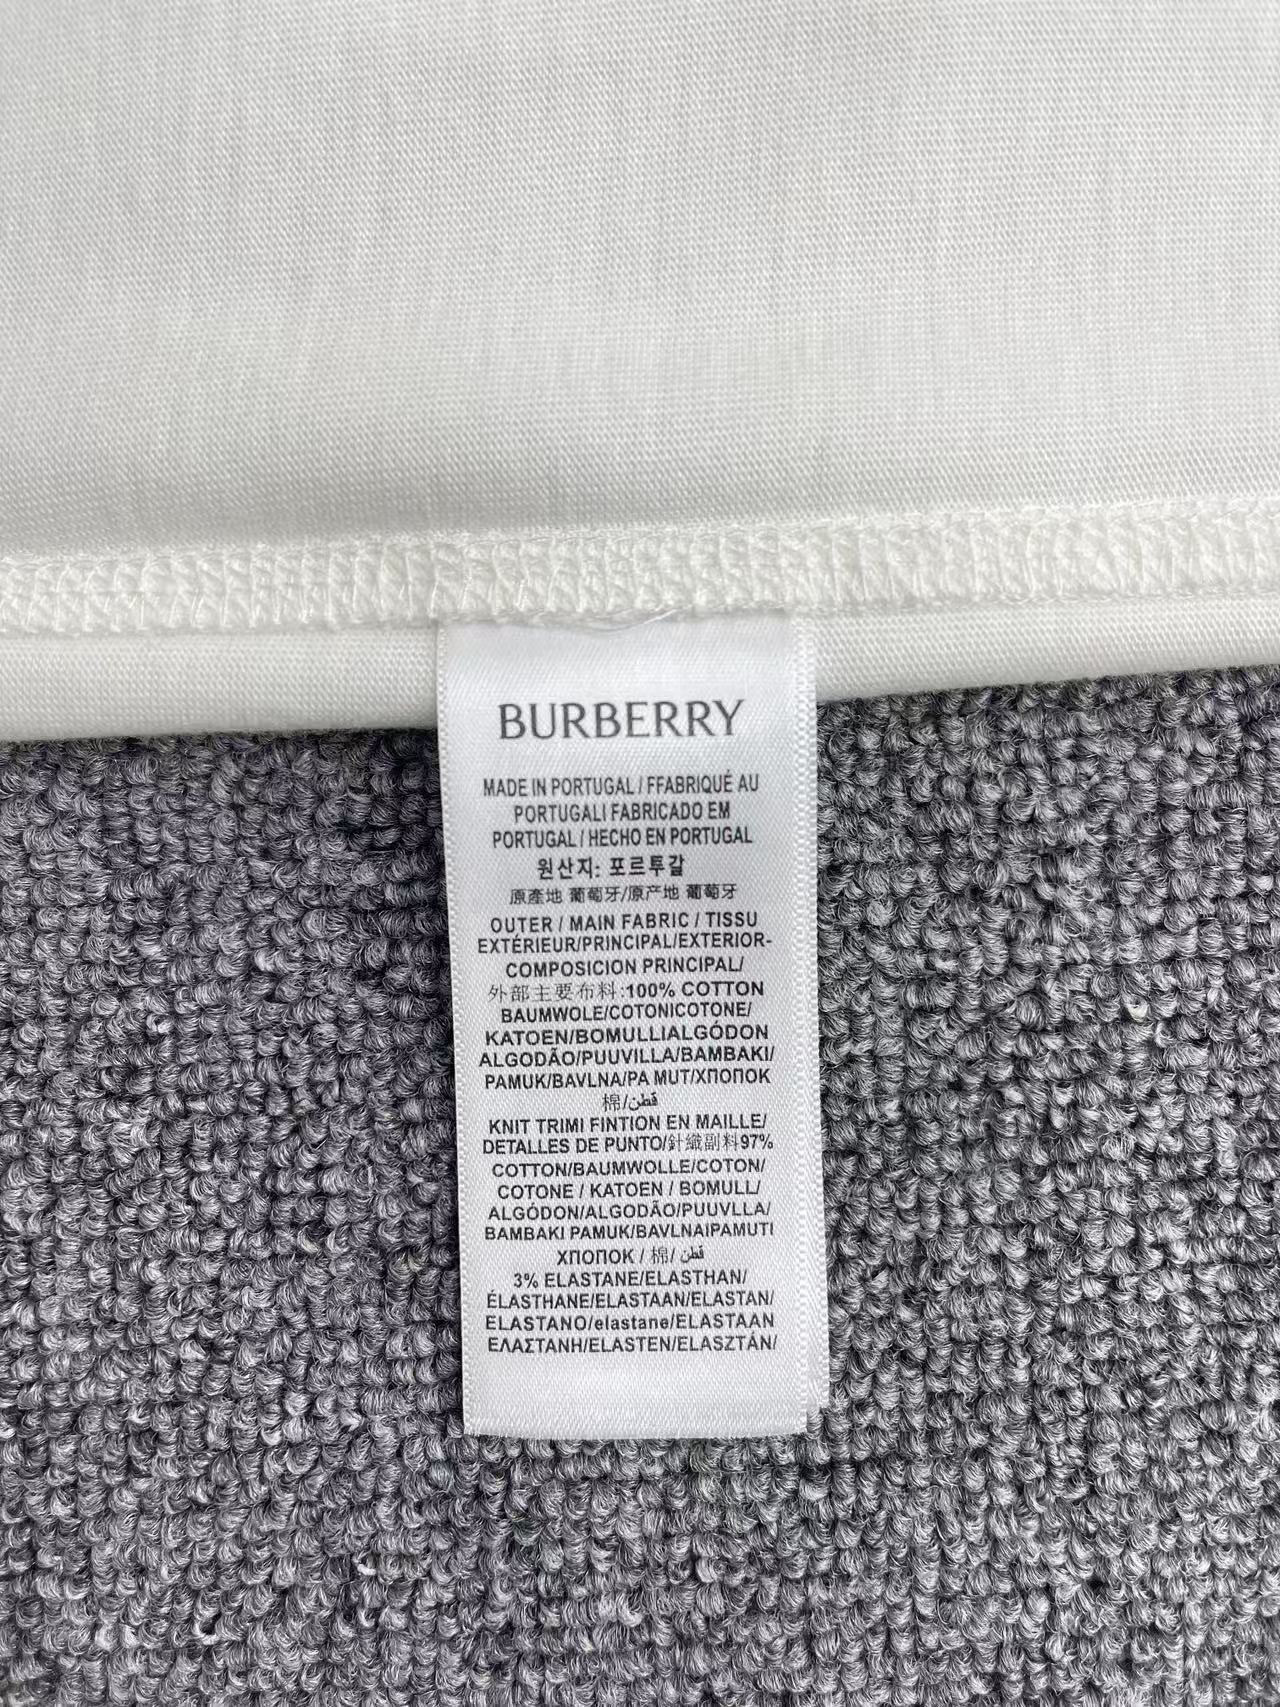 BURBERRY
MADE IN PORTUGAL / FFABRIQUÉ AU
PORTUGALI FABRICADO EM
PORTUGAL / HECHO EN PORTUGAL
원산지: 포르투갈
原產地 葡萄牙/原产地 葡萄牙
OUTER / MAIN FABRIC / TISSU
EXTÉRIEUR/PRINCIPAL/EXTERIOR-
COMPOSICION PRINCIPAL/
外部主要布料:100% COTTON
BAUMWOLE/COTONICOTONE/
KATOEN/BOMULLIALGÓDON
ALGODÃO/PUUVILLA/BAMBAKI/
PAMUK/BAVLNA/PA MUT/ХПОПОК
棉/قطن
KNIT TRIMI FINTION EN MAILLE/
DETALLES DE PUNTO/針織副料97%
COTTON/BAUMWOLLE/COTON/
COTONE / KATOEN / BOMULL/
ALGÓDON/ALGODÃO/PUUVLLA/
BAMBAKI PAMUK/BAVLNAIPAMUTI
ХПОПОК / 棉/ قطن
3% ELASTANE/ELASTHAN/
ÉLASTHANE/ELASTAAN/ELASTAN/
ELASTANO/elastane/ELASTAAN
ΕΛΑΣΤΑΝΗ/ELASTEN/ELASZTÁN/